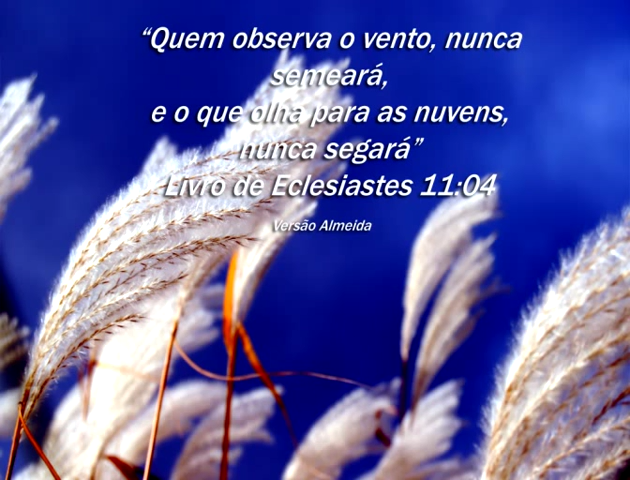 “Quem observa o vento, nunca
semeará,
e o que olha para as nuvens,
nunca segará”
Livro de Eclesiastes 11:04
Versão Almeida